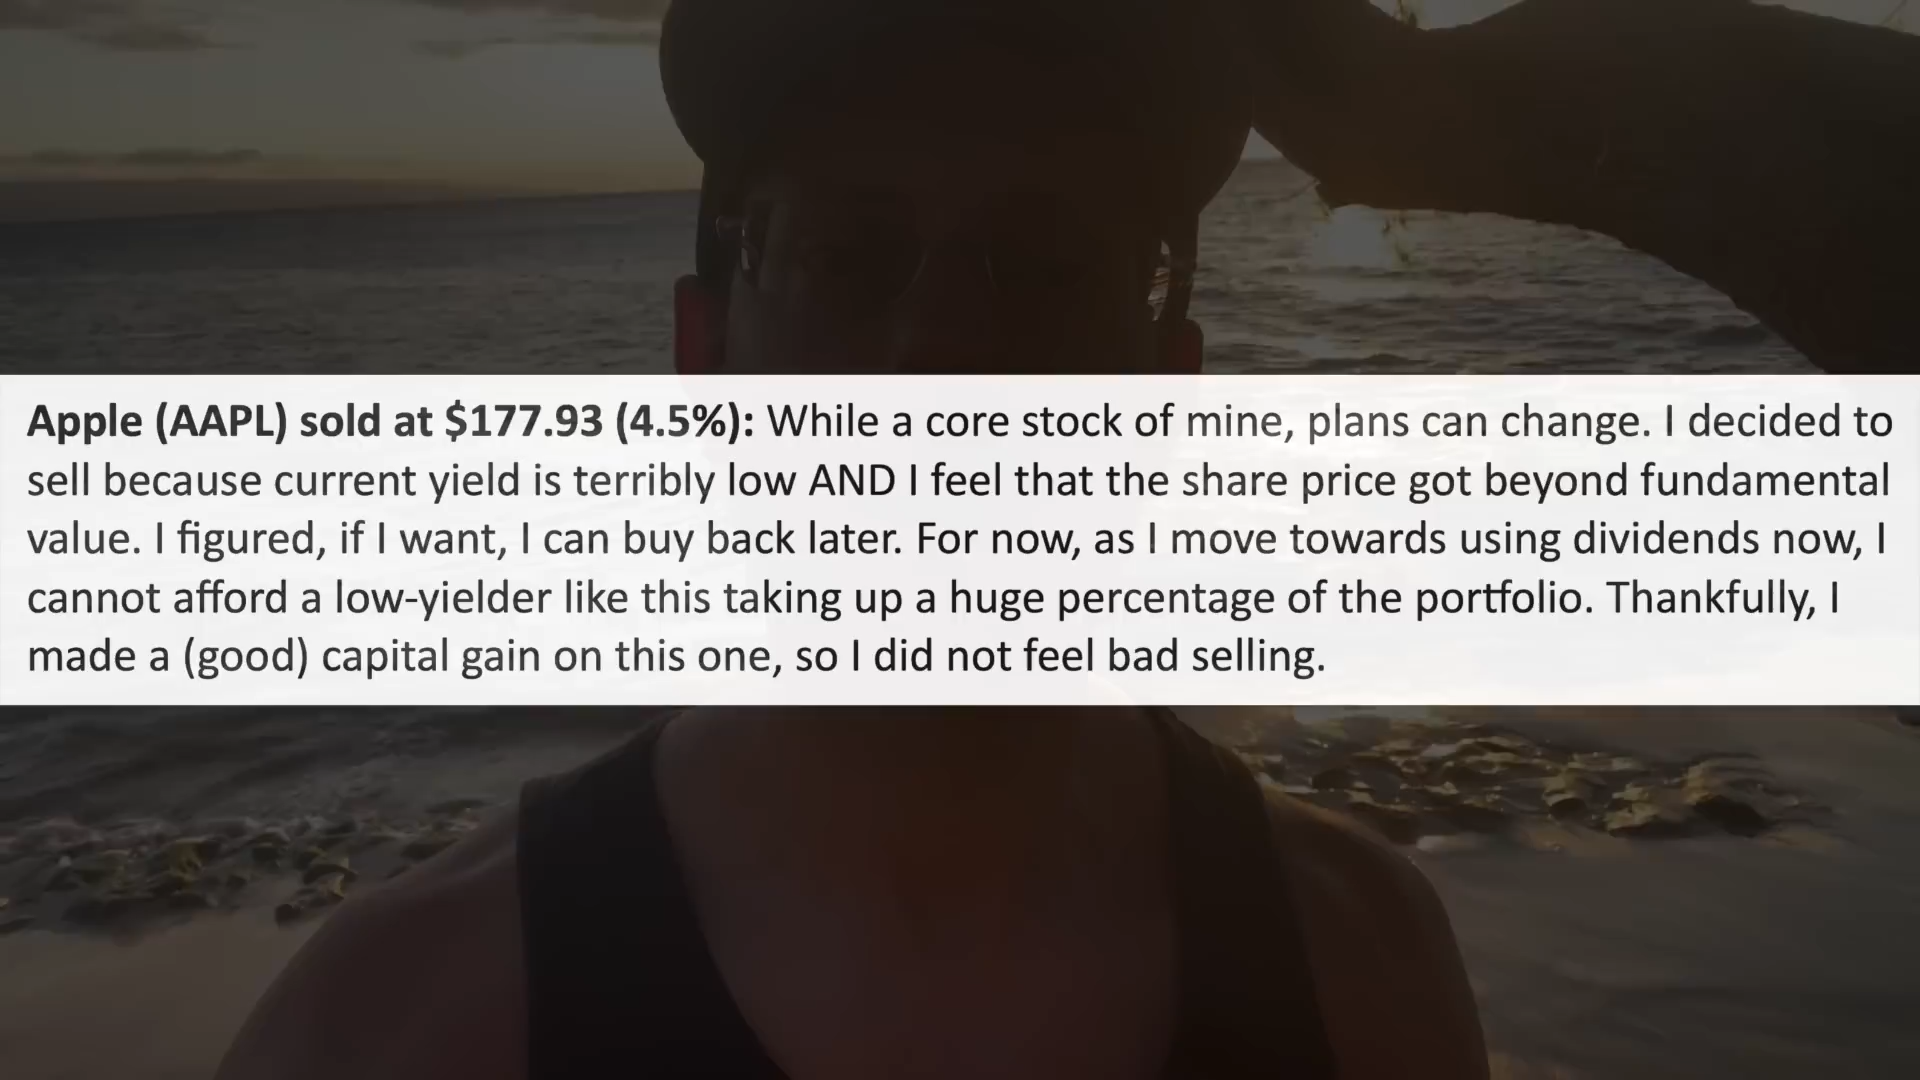 Apple (AAPL) sold at $177.93 (4.5%): While a core stock of mine, plans can change. I decided to
sell because current yield is terribly low AND I feel that the share price got beyond fundamental
value. I figured, if I want, I can buy back later. For now, as I move towards using dividends now, I
cannot afford a low-yielder like this taking up a huge percentage of the portfolio. Thankfully, I
made a (good) capital gain on this one, so I did not feel bad selling.